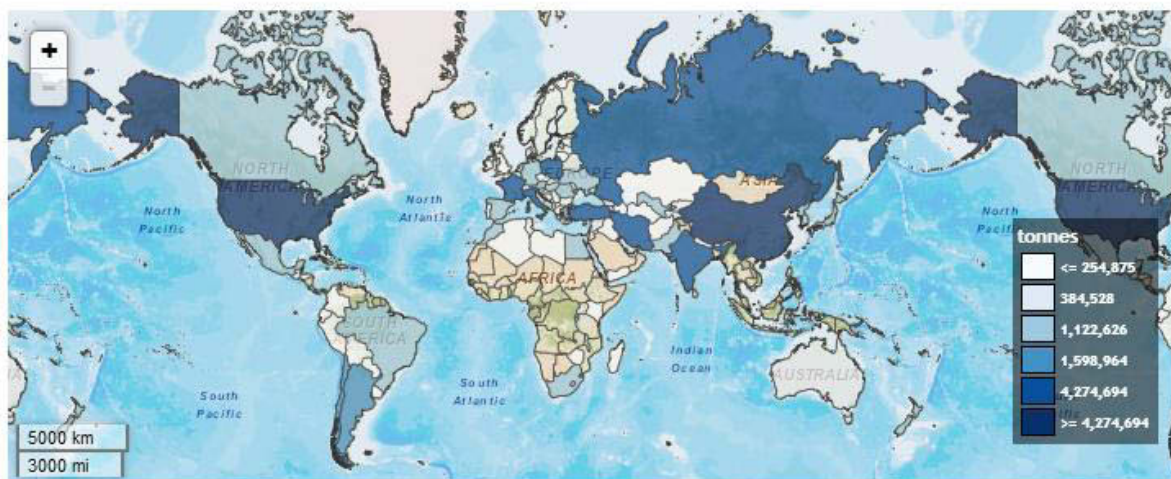 +
-
NORTH
AMERICA
North
Pacific
North
Atlantic
EUROPE
ASIA
AFRICA
SOUTH
AMERICA
South
Pacific
South
Atlantic
Indian
Ocean
AUSTRALIA
North
Pacific
NORTH
AMERICA
tonnes
<= 254,875
384,528
1,122,626
1,598,964
4,274,694
>= 4,274,694
5000 km
3000 mi
South
Pacific